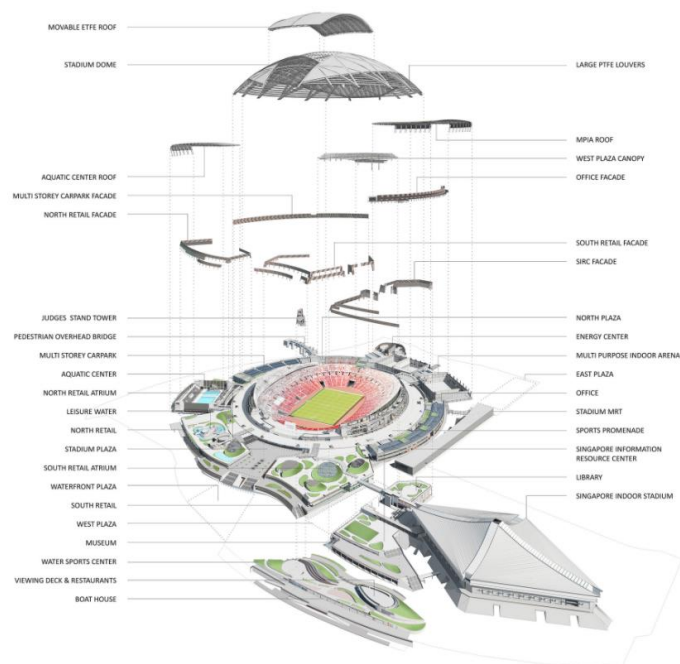 MOVABLE ETFE ROOF
STADIUM DOME
LARGE PTFE LOUVERS
MPIA ROOF
WEST PLAZA CANOPY
AQUATIC CENTER ROOF
OFFICE FACADE
MULTI STOREY CARPARK FACADE
NORTH RETAIL FACADE
SOUTH RETAIL FACADE
SIRC FACADE
JUDGES STAND TOWER
NORTH PLAZA
PEDESTRIAN OVERHEAD BRIDGE
ENERGY CENTER
MULTI STOREY CARPARK
MULTI PURPOSE INDOOR ARENA
AQUATIC CENTER
EAST PLAZA
NORTH RETAIL ATRIUM
OFFICE
LEISURE WATER
STADIUM MRT
NORTH RETAIL
SPORTS PROMENADE
STADIUM PLAZA
SINGAPORE INFORMATION
RESOURCE CENTER
SOUTH RETAIL ATRIUM
LIBRARY
WATERFRONT PLAZA
SINGAPORE INDOOR STADIUM
SOUTH RETAIL
WEST PLAZA
MUSEUM
WATER SPORTS CENTER
VIEWING DECK & RESTAURANTS
BOAT HOUSE